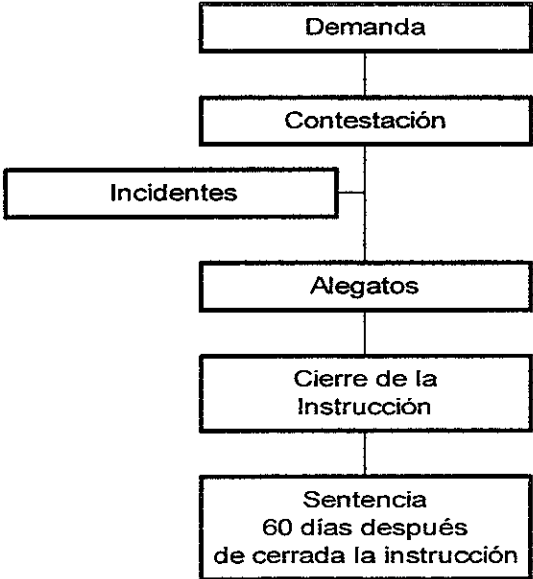 Demanda
Contestación
Incidentes
Alegatos
Cierre de la
Instrucción
Sentencia
60 días después
de cerrada la instrucción